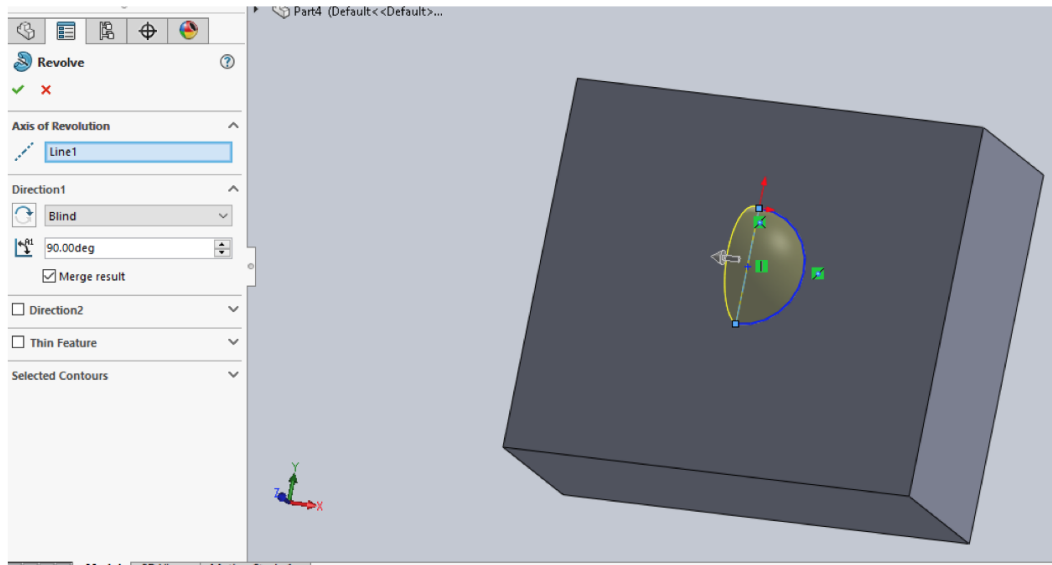 Part4 (Default<<Default>...
Revolve
Axis of Revolution
Line1
Direction1
Blind
A1
90.00deg
Merge result
Direction2
Thin Feature
Selected Contours
Y
Z
X